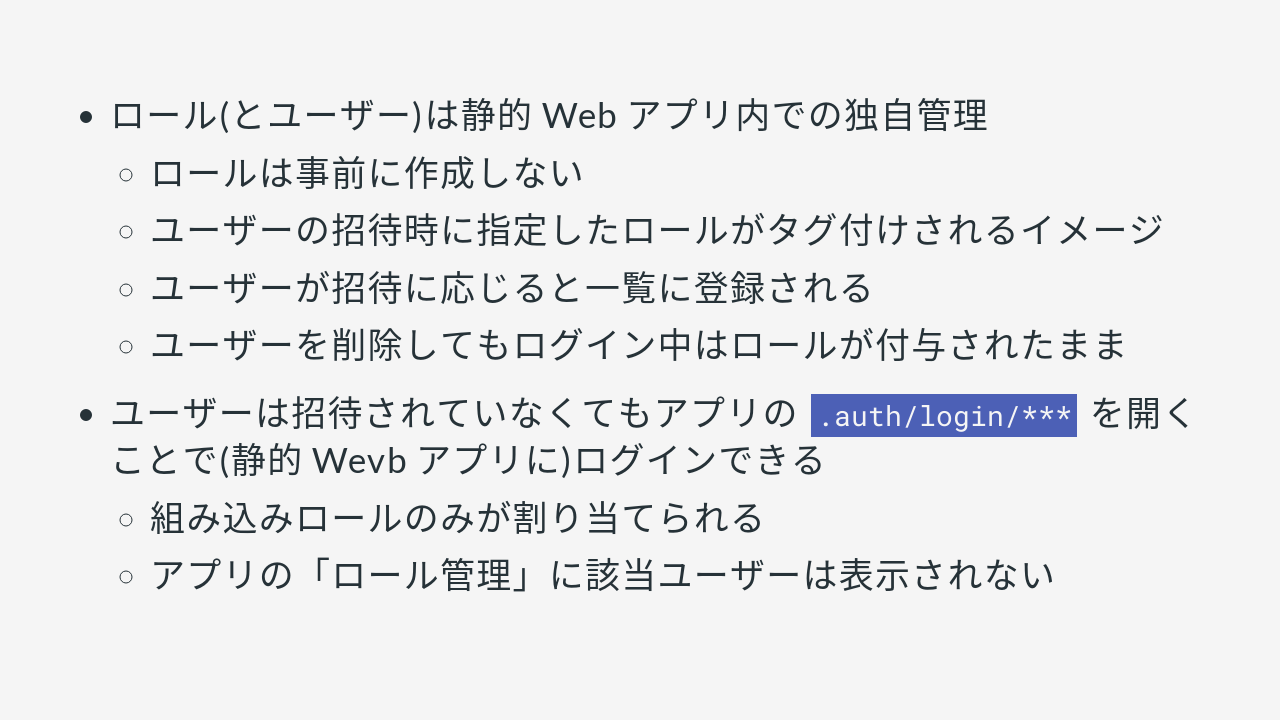 ロール(とユーザー)は静的 Web アプリ内での独自管理
ロールは事前に作成しない
ユーザーの招待時に指定したロールがタグ付けされるイメージ
ユーザーが招待に応じると一覧に登録される
ユーザーを削除してもログイン中はロールが付与されたまま
ユーザーは招待されていなくてもアプリの .auth/login/*** を開く
ことで(静的 Wevb アプリに)ログインできる
組み込みロールのみが割り当てられる
アプリの「ロール管理」に該当ユーザーは表示されない